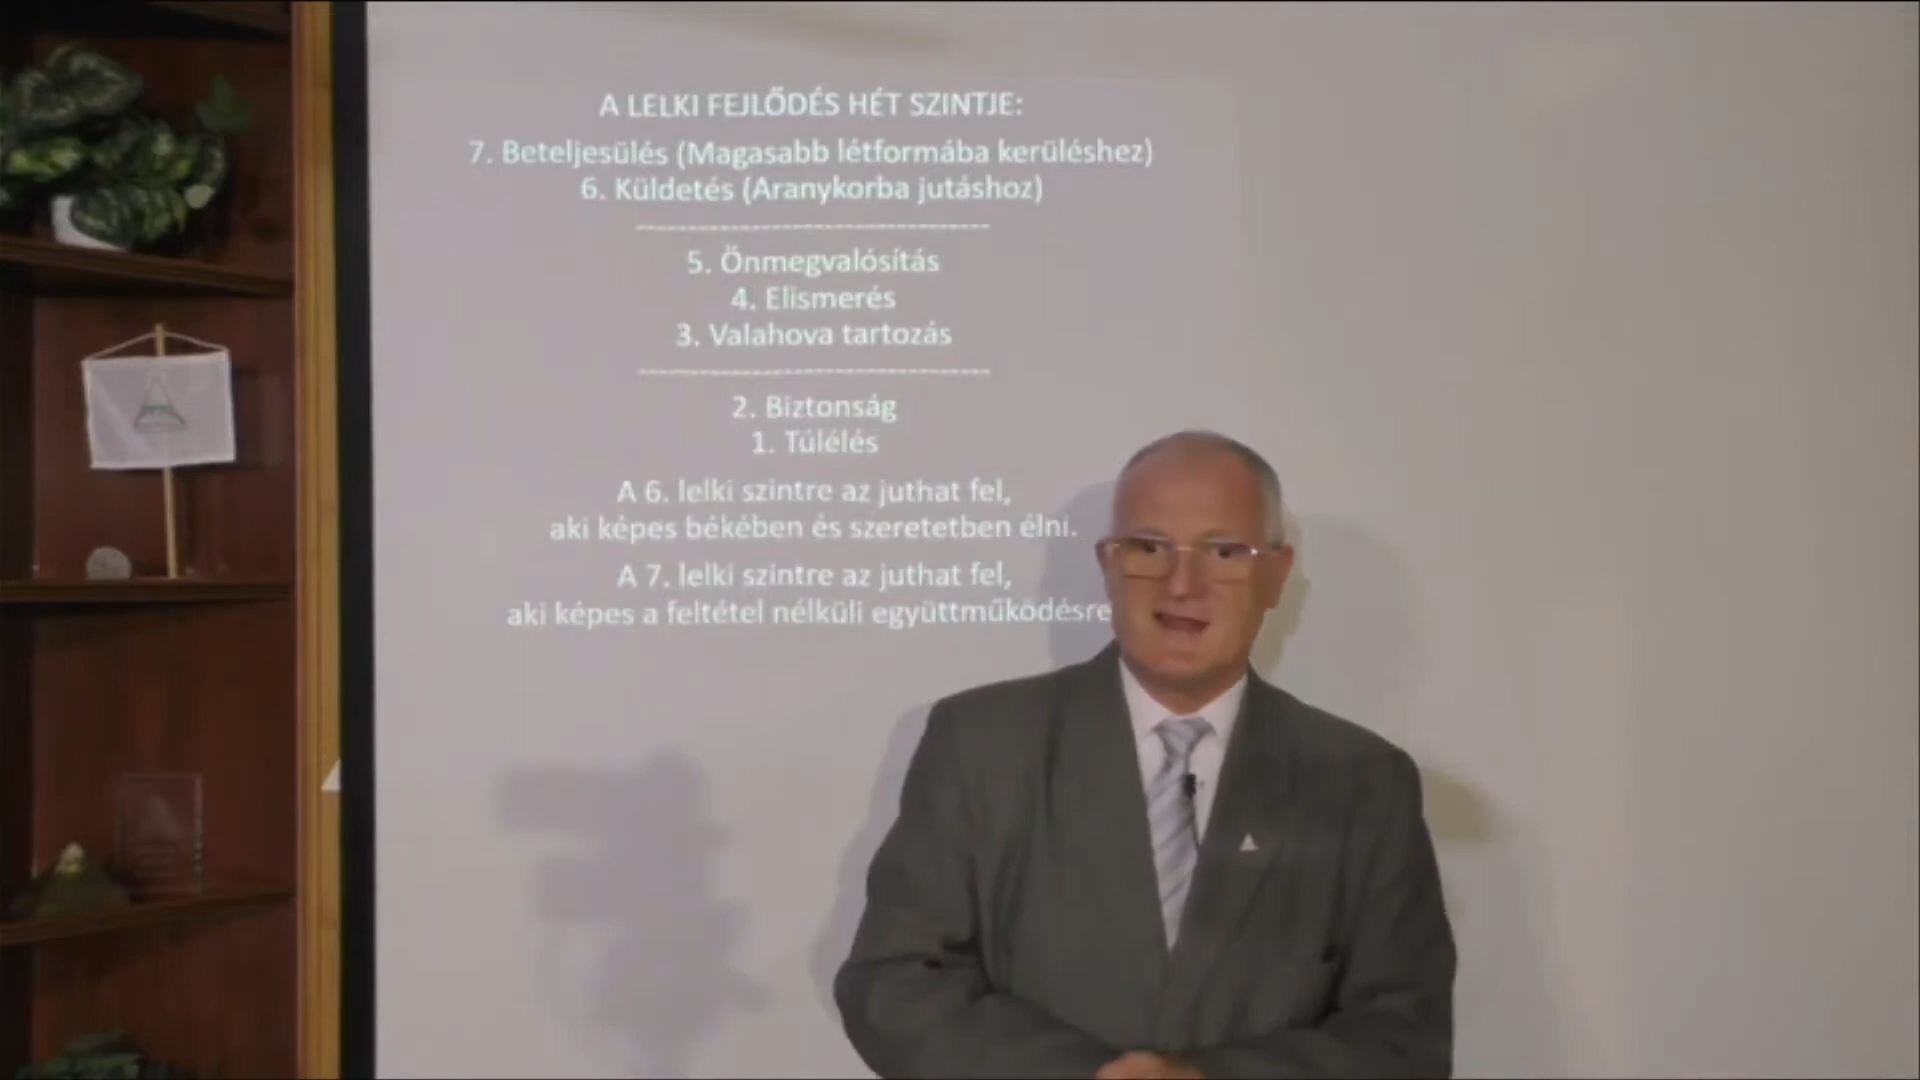 A LELKI FEJLŐDÉS HÉT SZINTJE:
7. Beteljesülés (Magasabb létformába kerüléshez)
6. Küldetés (Aranykorba jutáshoz)
----------------------------------
5. Önmegvalósítás
4. Elismerés
3. Valahova tartozás
----------------------------------
2. Biztonság
1. Túlélés
A 6. lelki szintre az juthat fel,
aki képes békében és szeretetben élni.
A 7. lelki szintre az juthat fel,
aki képes a feltétel nélküli együttműködésre